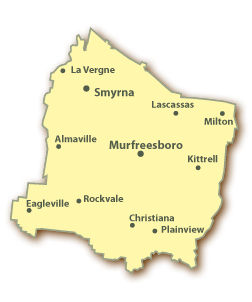 La Vergne
Smyrna
Lascassas
Milton
Almaville
Murfreesboro
Kittrell
Eagleville
Rockvale
Christiana
Plainview